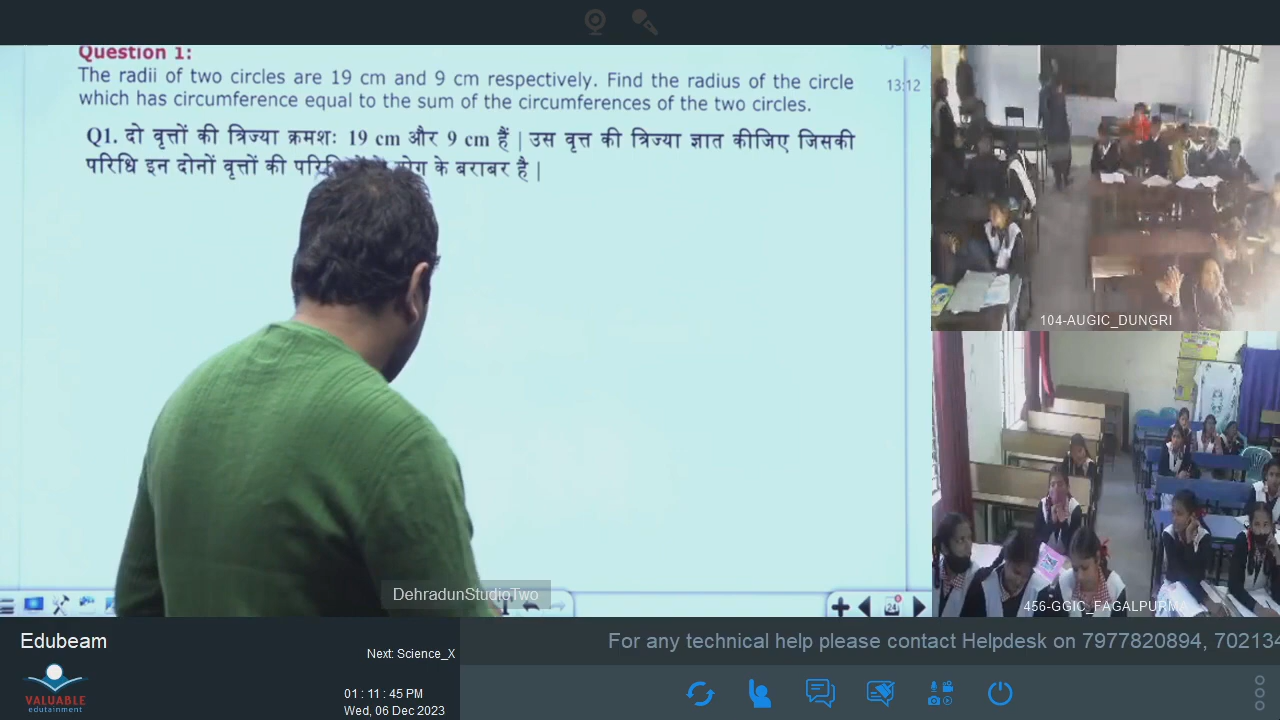 Question 1:
The radii of two circles are 19 cm and 9 cm respectively. Find the radius of the circle
which has circumference equal to the sum of the circumferences of the two circles.
13:12
Q1. दो वृत्तों की त्रिज्या क्रमशः 19 cm और 9 cm हैं | उस वृत्त की त्रिज्या ज्ञात कीजिए जिसकी
परिधि इन दोनों वृत्तों की के बराबर है |
104-AUGIC_DUNGRI
DehradunStudioTwo
456-GGIC_FAGALPURMA
Edubeam
Next: Science_X
VALUABLE
edutainment
01 : 11 : 45 PM
Wed, 06 Dec 2023
For any technical help please contact Helpdesk on 7977820894, 702134